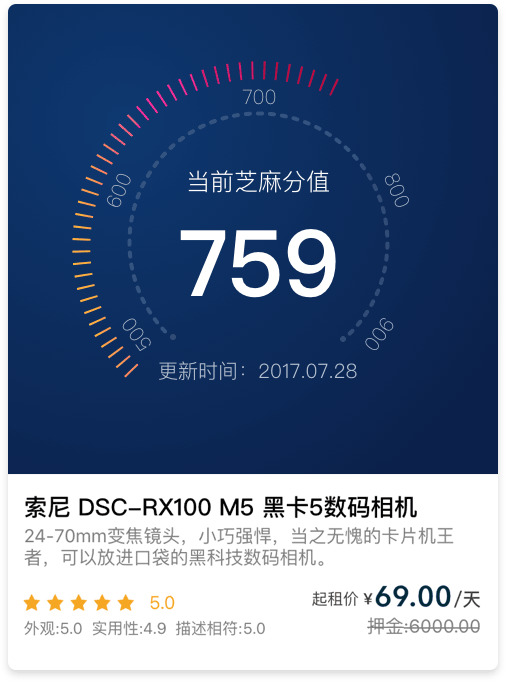 700
600
800
当前芝麻分值
759
500
900
更新时间：2017.07.28
索尼 DSC-RX100 M5 黑卡5数码相机
24-70mm变焦镜头，小巧强悍，当之无愧的卡片机王
者，可以放进口袋的黑科技数码相机。
5.0
起租价 ¥69.00/天
外观:5.0 实用性:4.9 描述相符:5.0
押金:6000.00